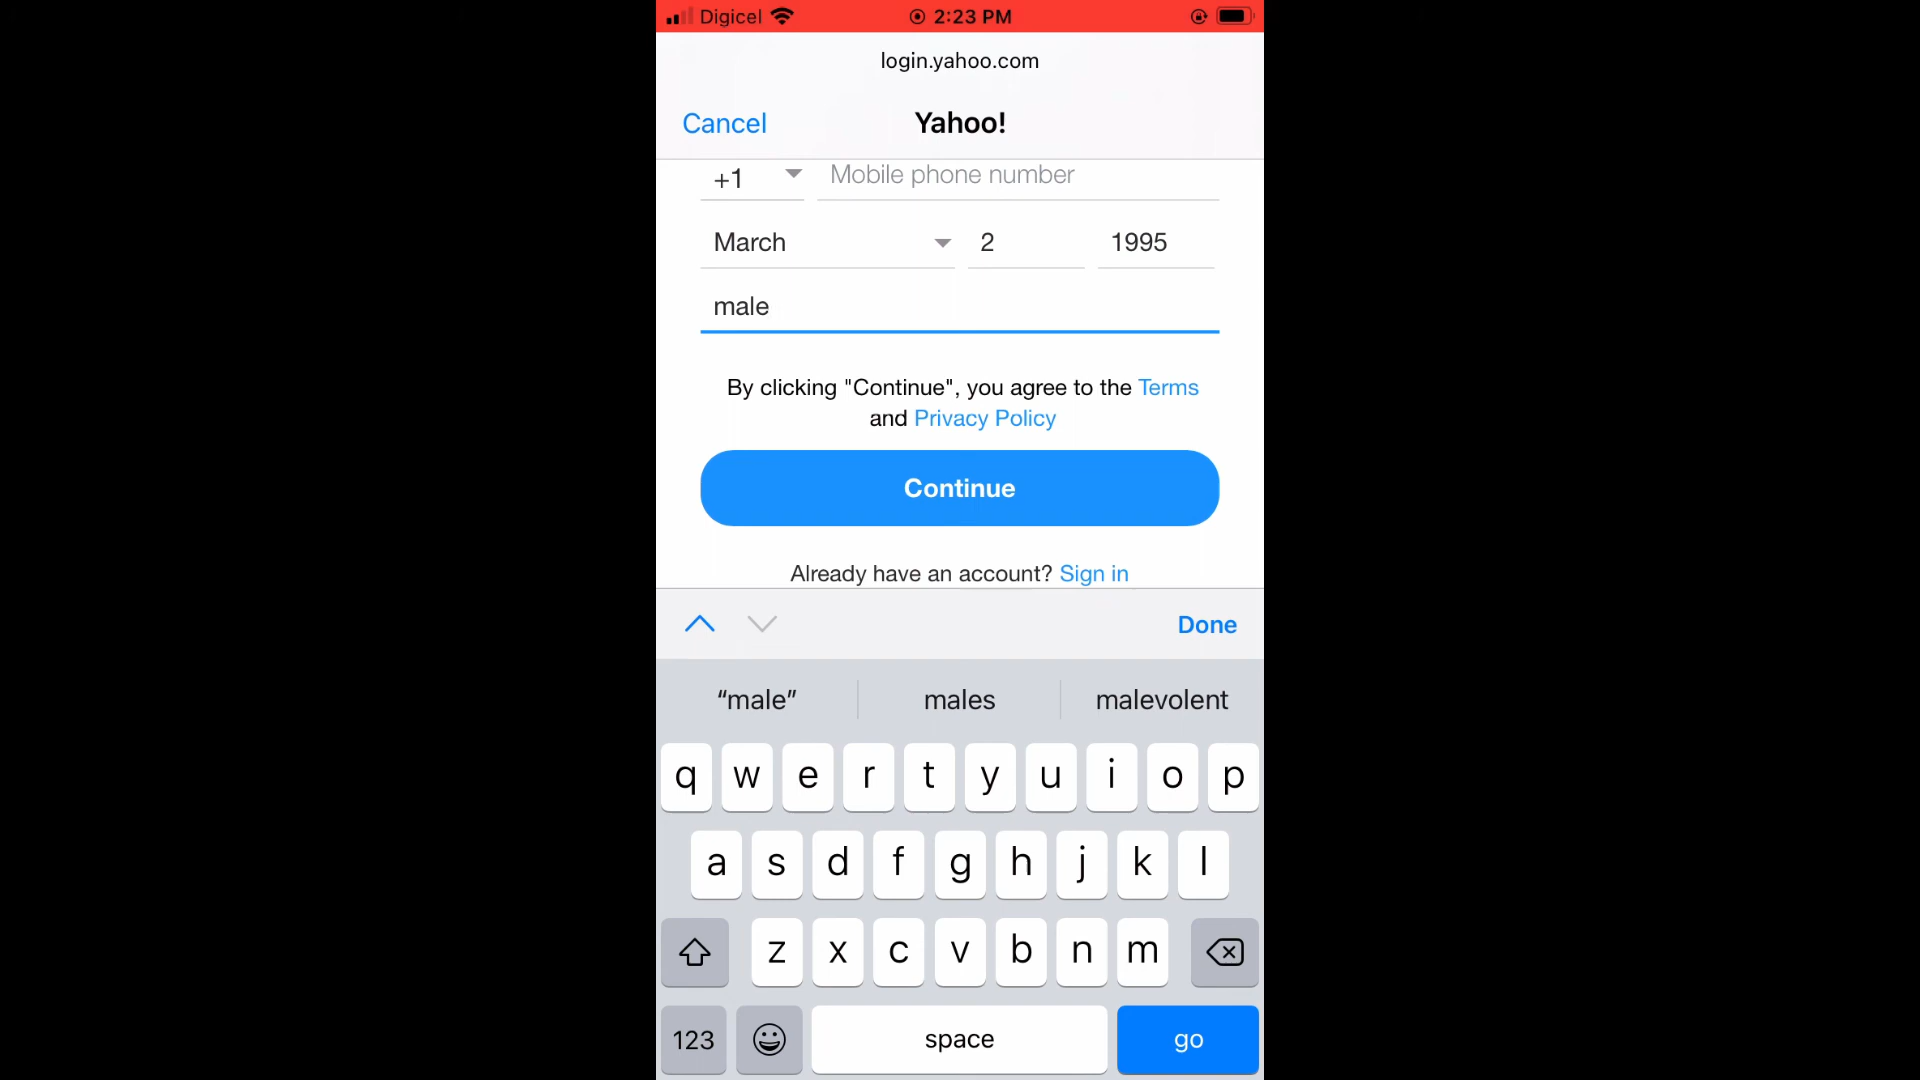 Digicel 2:23 PM
login.yahoo.com
Cancel Yahoo!
+1 Mobile phone number
March 2 1995
male
By clicking "Continue", you agree to the Terms
and Privacy Policy
Continue
Already have an account? Sign in
Done
“male” males malevolent
q w e r t y u i o p
a s d f g h j k l
z x c v b n m
123 space go